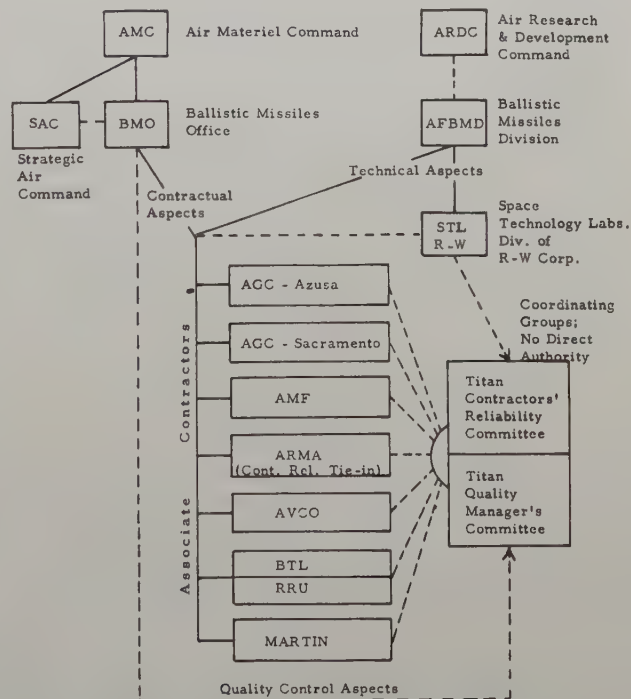 AMC
Air Materiel Command
ARDC
Air Research
& Development
Command
SAC
BMO
Ballistic Missiles
Office
AFBMD
Ballistic
Missiles
Division
Strategic
Air
Command
Contractual
Aspects
Technical Aspects
STL
R-W
Space
Technology Labs.
Div. of
R-W Corp.
Coordinating
Groups;
No Direct
Authority
Associate Contractors
AGC - Azusa
AGC - Sacramento
AMF
ARMA
(Cont. Rel. Tie-in)
AVCO
BTL
RRU
MARTIN
Titan
Contractors'
Reliability
Committee
Titan
Quality
Manager's
Committee
Quality Control Aspects